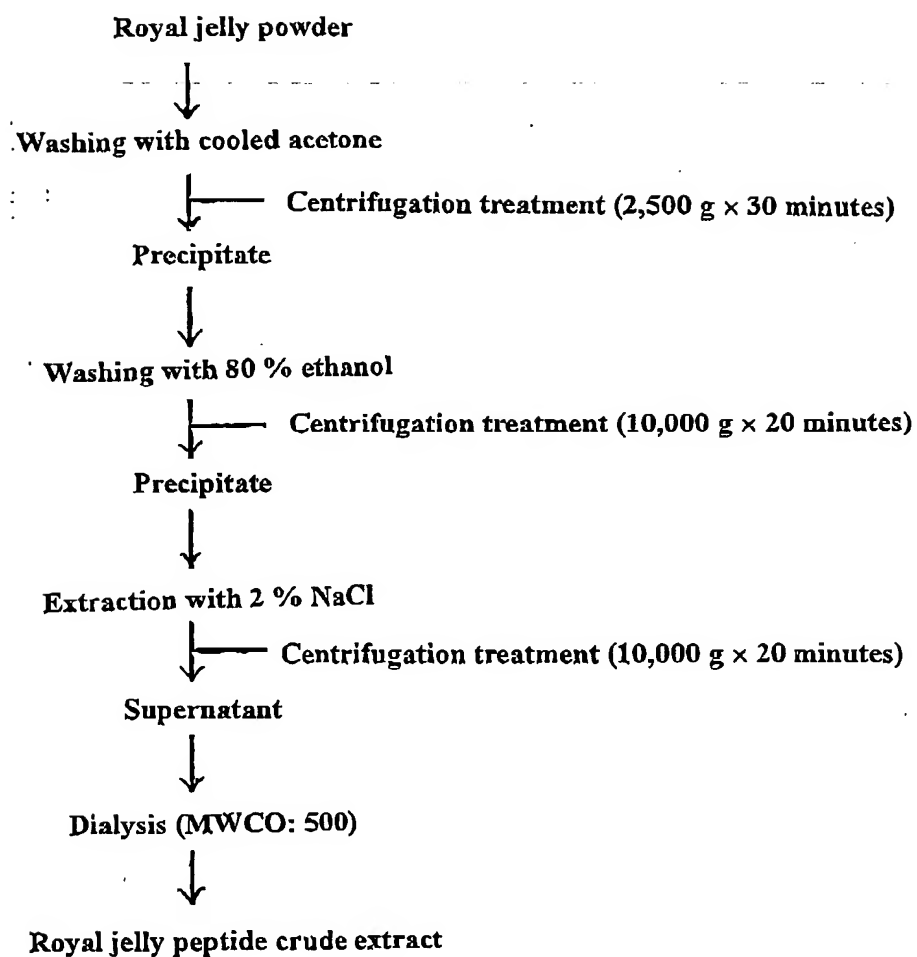 Royal jelly powder
Washing with cooled acetone
Centrifugation treatment (2,500 g × 30 minutes)
Precipitate
Washing with 80 % ethanol
Centrifugation treatment (10,000 g × 20 minutes)
Precipitate
Extraction with 2 % NaCl
Centrifugation treatment (10,000 g × 20 minutes)
Supernatant
Dialysis (MWCO: 500)
Royal jelly peptide crude extract